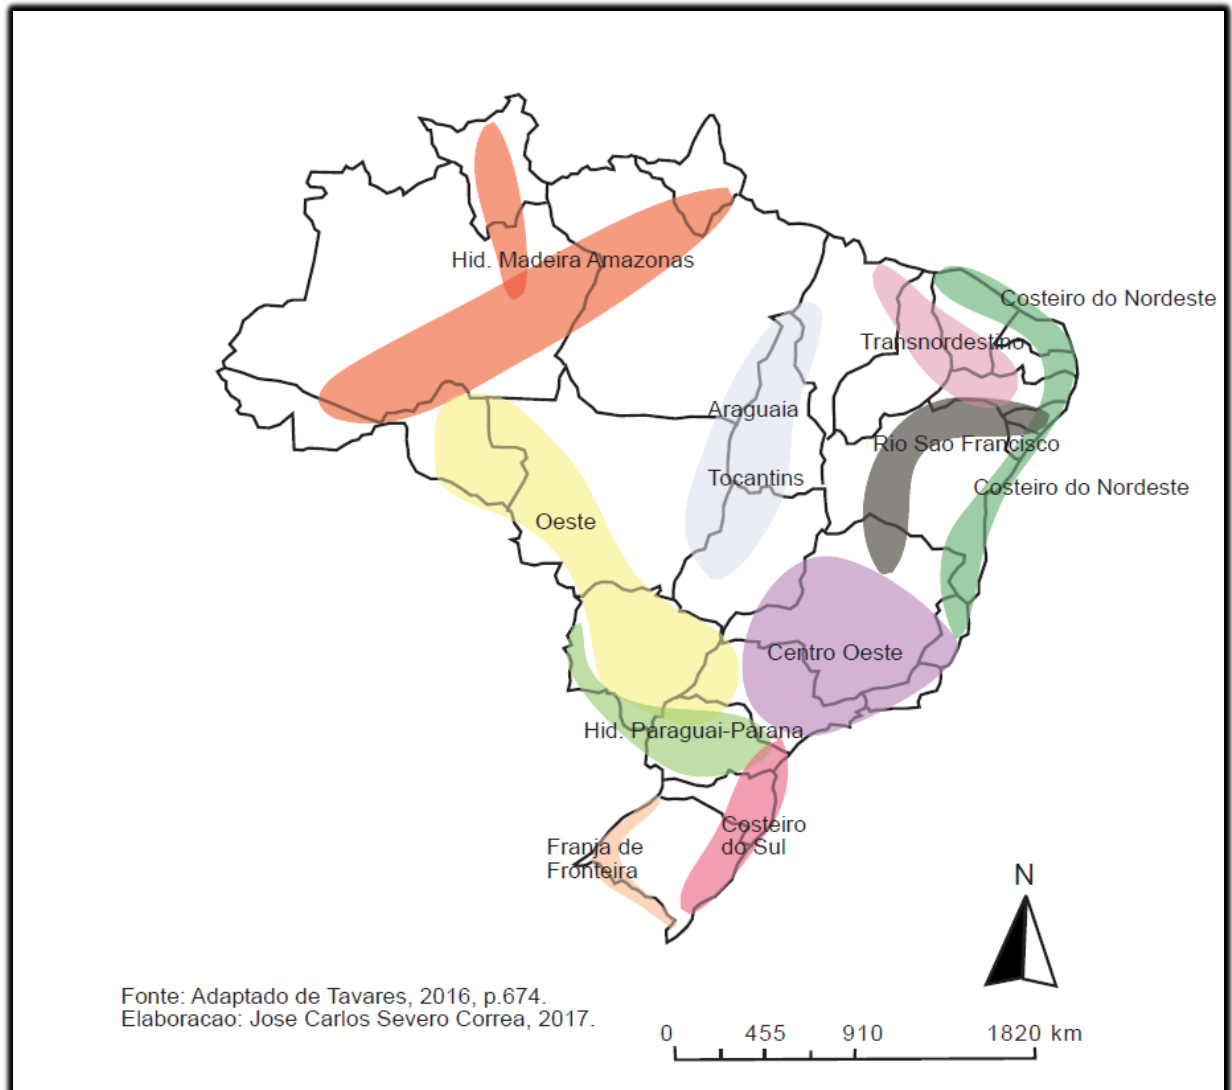 Hid. Madeira Amazonas
Costeiro do Nordeste
Transnordestino
Araguaia
Rio Sao Francisco
Tocantins
Costeiro do Nordeste
Oeste
Centro Oeste
Hid. Paraguai-Parana
Costeiro
do Sul
Franja de
Fronteira
N
Fonte: Adaptado de Tavares, 2016, p.674.
Elaboracao: Jose Carlos Severo Correa, 2017.
0 455 910 1820 km